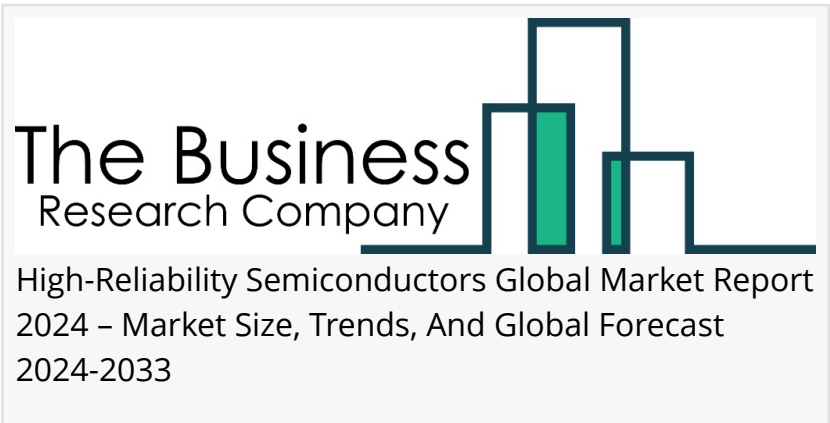 The Business
Research Company
High-Reliability Semiconductors Global Market Report
2024 – Market Size, Trends, And Global Forecast
2024-2033